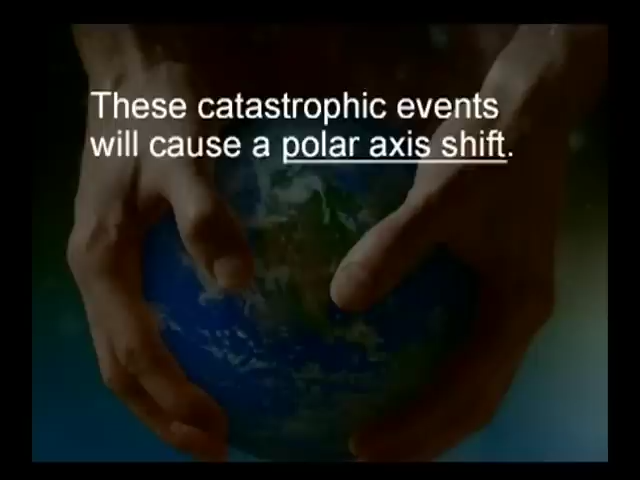 These catastrophic events
will cause a polar axis shift.